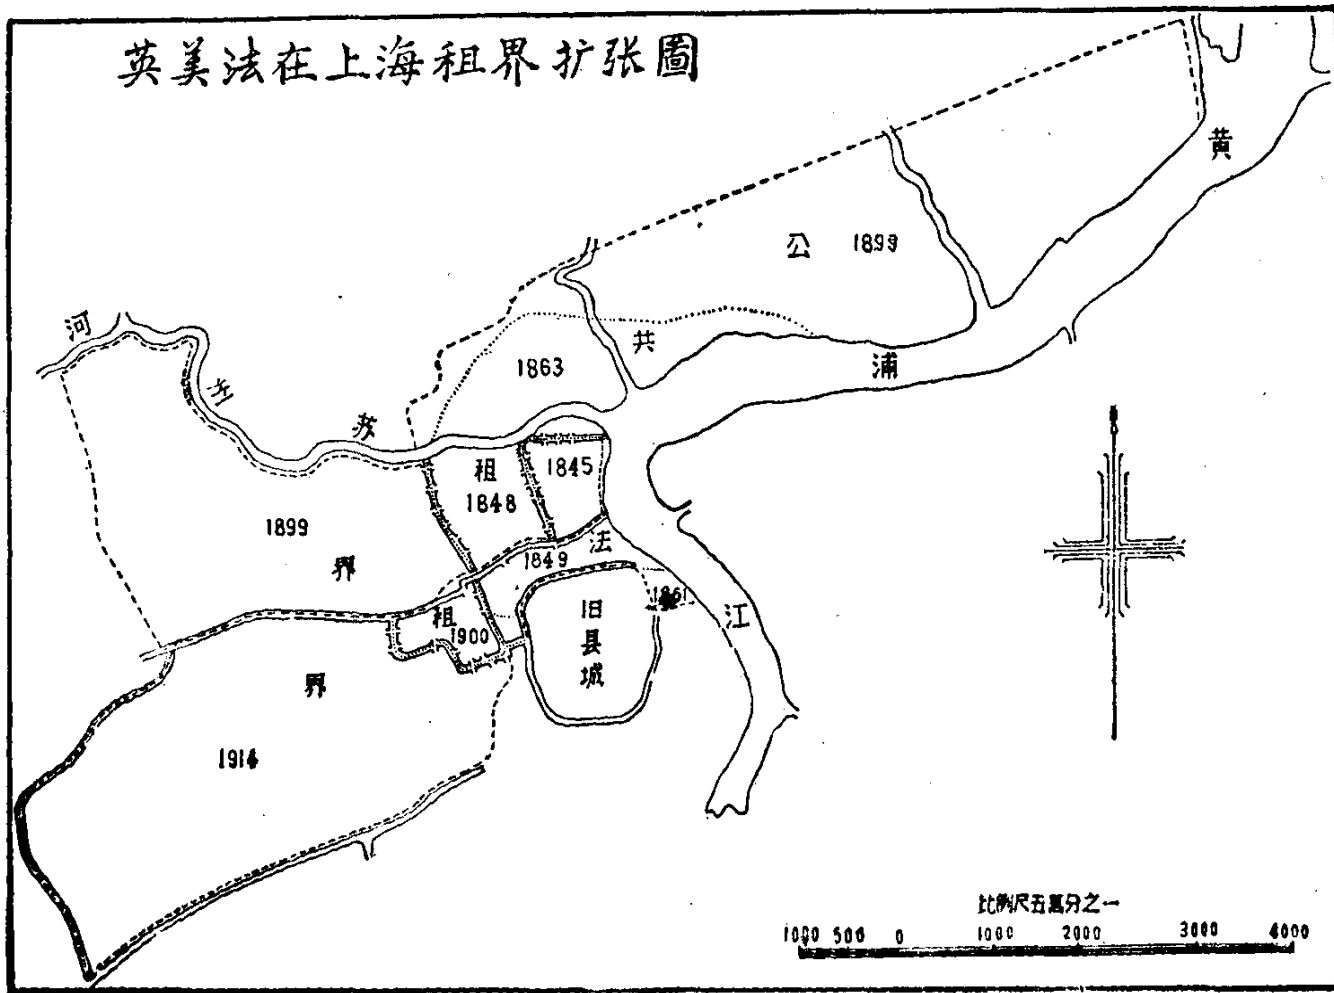 英美法在上海租界扩张圖
黄
公 1899
河
共
1863
浦
州
苏
租
1845
1848
1899
法
1849
界
1861
旧县城
江
租
1900
界
1914
比例尺五萬分之一
1000 500 0 1000 2000 3000 4000